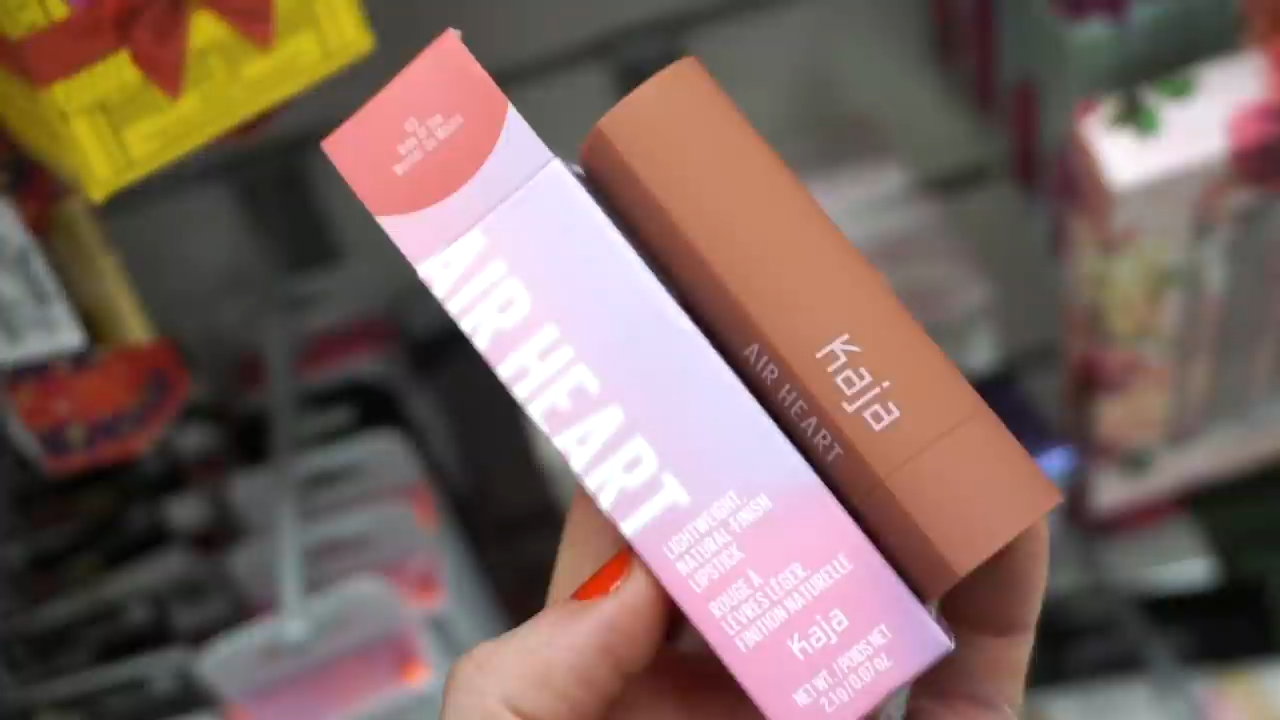 AIR HEART
LIGHTWEIGHT,
NATURAL-FINISH
LIPSTICK
ROUGE À
LÈVRES LÉGER
FINITION NATURELLE
kaja
NET WT. / POIDS NET
2.1g / 0.07 oz
kaja
AIR HEART